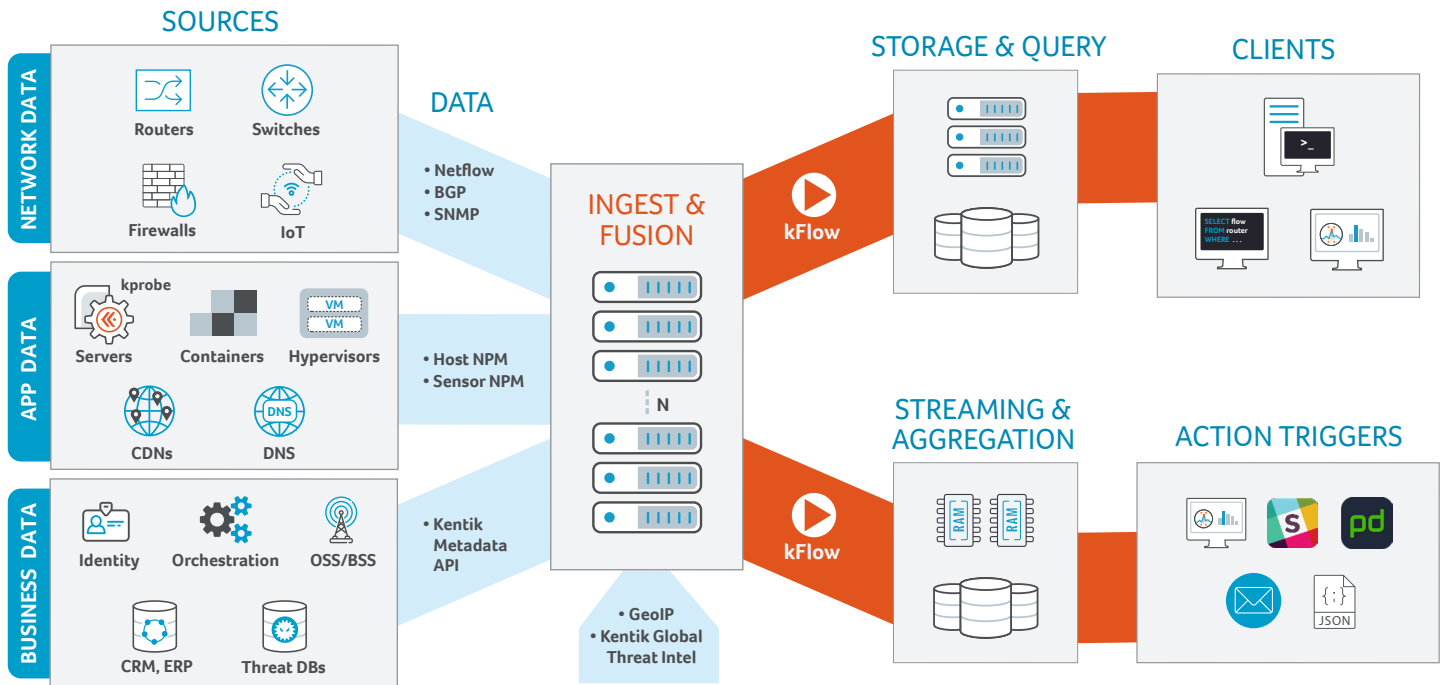 SOURCES
NETWORK DATA
Routers
Switches
Firewalls
IoT
APP DATA
kprobe
Servers
Containers
VM
VM
Hypervisors
CDNs
DNS
DNS
BUSINESS DATA
Identity
Orchestration
OSS/BSS
CRM, ERP
Threat DBs
DATA
• Netflow
• BGP
• SNMP
• Host NPM
• Sensor NPM
• Kentik
Metadata
API
INGEST &
FUSION
N
• GeoIP
• Kentik Global
Threat Intel
kFlow
kFlow
STORAGE & QUERY
CLIENTS
>_
SELECT flow
FROM router
WHERE ...
STREAMING &
AGGREGATION
RAM
RAM
ACTION TRIGGERS
S
pd
{;}
JSON